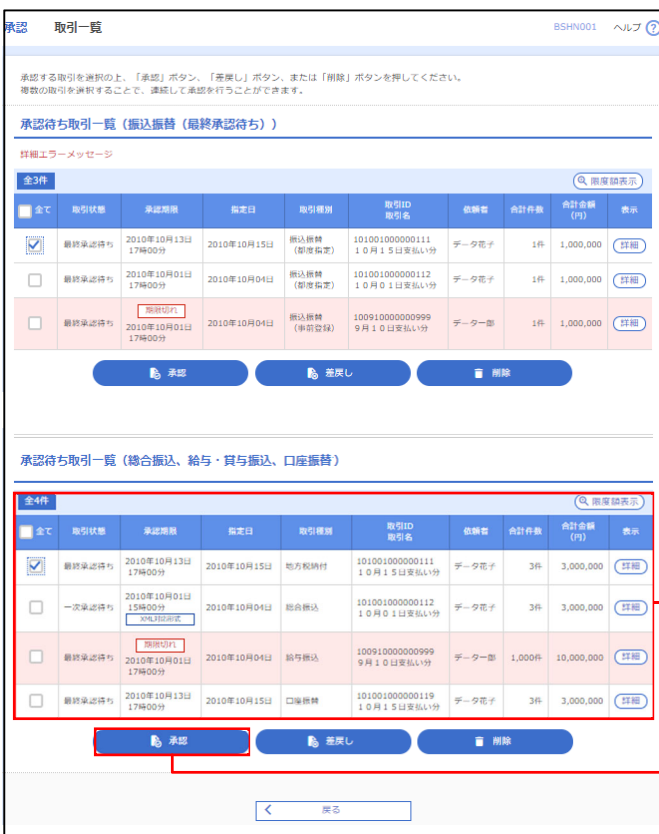 承認 取引一覧 BSHN001 ヘルプ ?
承認する取引を選択の上、「承認」ボタン、「差戻し」ボタン、または「削除」ボタンを押してください。
複数の取引を選択することで、連続して承認を行うことができます。
承認待ち取引一覧（振込振替（最終承認待ち））
詳細エラーメッセージ
全3件 限度額表示
全て 取引状態 承認期限 指定日 取引種別 取引ID 取引名 依頼者 合計件数 合計金額(円) 表示
最終承認待ち 2010年10月13日 17時00分 2010年10月15日 振込振替（都度指定） 101001000000111 １０月１５日支払い分 データ花子 1件 1,000,000 詳細
最終承認待ち 2010年10月01日 17時00分 2010年10月04日 振込振替（都度指定） 101001000000112 １０月０１日支払い分 データ花子 1件 1,000,000 詳細
最終承認待ち 期限切れ 2010年10月01日 17時00分 2010年10月04日 振込振替（事前登録） 100910000000999 ９月１０日支払い分 データ一郎 1件 1,000,000 詳細
承認 差戻し 削除
承認待ち取引一覧（総合振込、給与・賞与振込、口座振替）
全4件 限度額表示
全て 取引状態 承認期限 指定日 取引種別 取引ID 取引名 依頼者 合計件数 合計金額(円) 表示
最終承認待ち 2010年10月13日 17時00分 2010年10月15日 地方税納付 101001000000111 １０月１５日支払い分 データ花子 3件 3,000,000 詳細
一次承認待ち 2010年10月01日 15時00分 XML対応形式 2010年10月04日 総合振込 101001000000112 １０月０１日支払い分 データ花子 3件 3,000,000 詳細
最終承認待ち 期限切れ 2010年10月01日 17時00分 2010年10月04日 給与振込 100910000000999 ９月１０日支払い分 データ一郎 1,000件 10,000,000 詳細
最終承認待ち 2010年10月13日 17時00分 2010年10月15日 口座振替 101001000000119 １０月１５日支払い分 データ花子 3件 3,000,000 詳細
承認 差戻し 削除
戻る